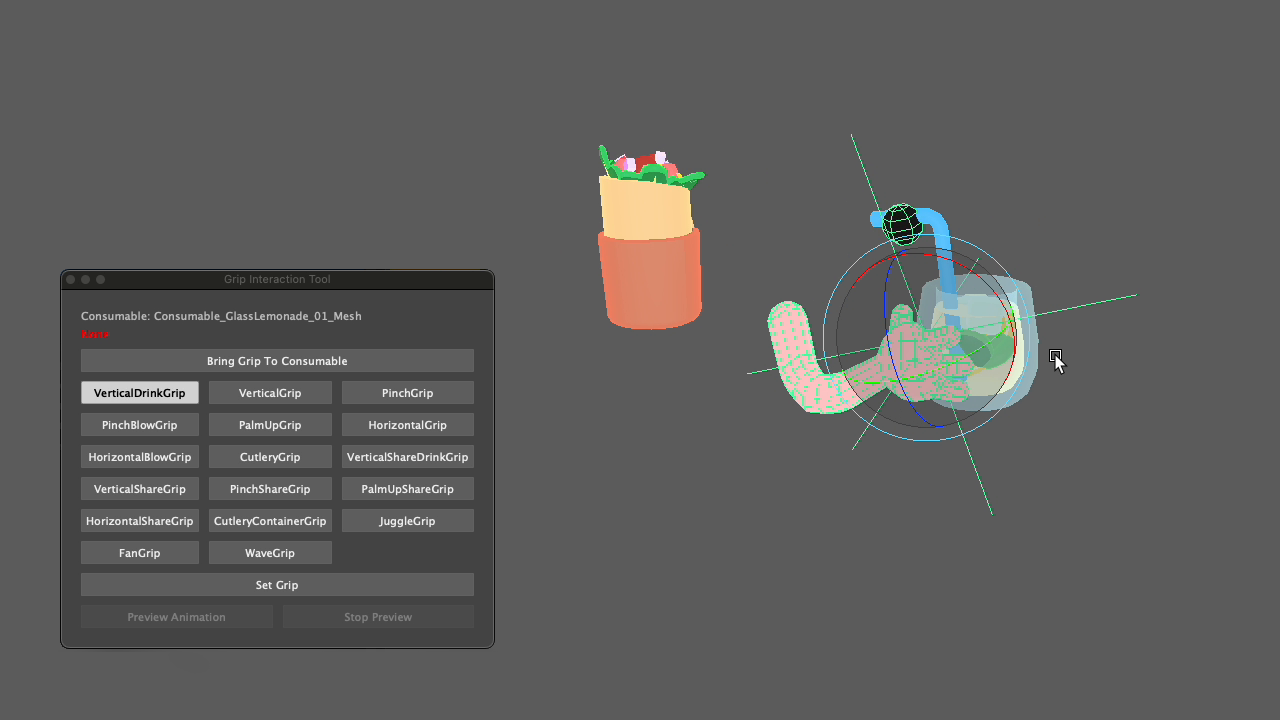 Grip Interaction Tool
Consumable: Consumable_GlassLemonade_01_Mesh
Bring Grip To Consumable
VerticalDrinkGrip VerticalGrip PinchGrip
PinchBlowGrip PalmUpGrip HorizontalGrip
HorizontalBlowGrip CutleryGrip VerticalShareDrinkGrip
VerticalShareGrip PinchShareGrip PalmUpShareGrip
HorizontalShareGrip CutleryContainerGrip JuggleGrip
FanGrip WaveGrip
Set Grip
Preview Animation Stop Preview